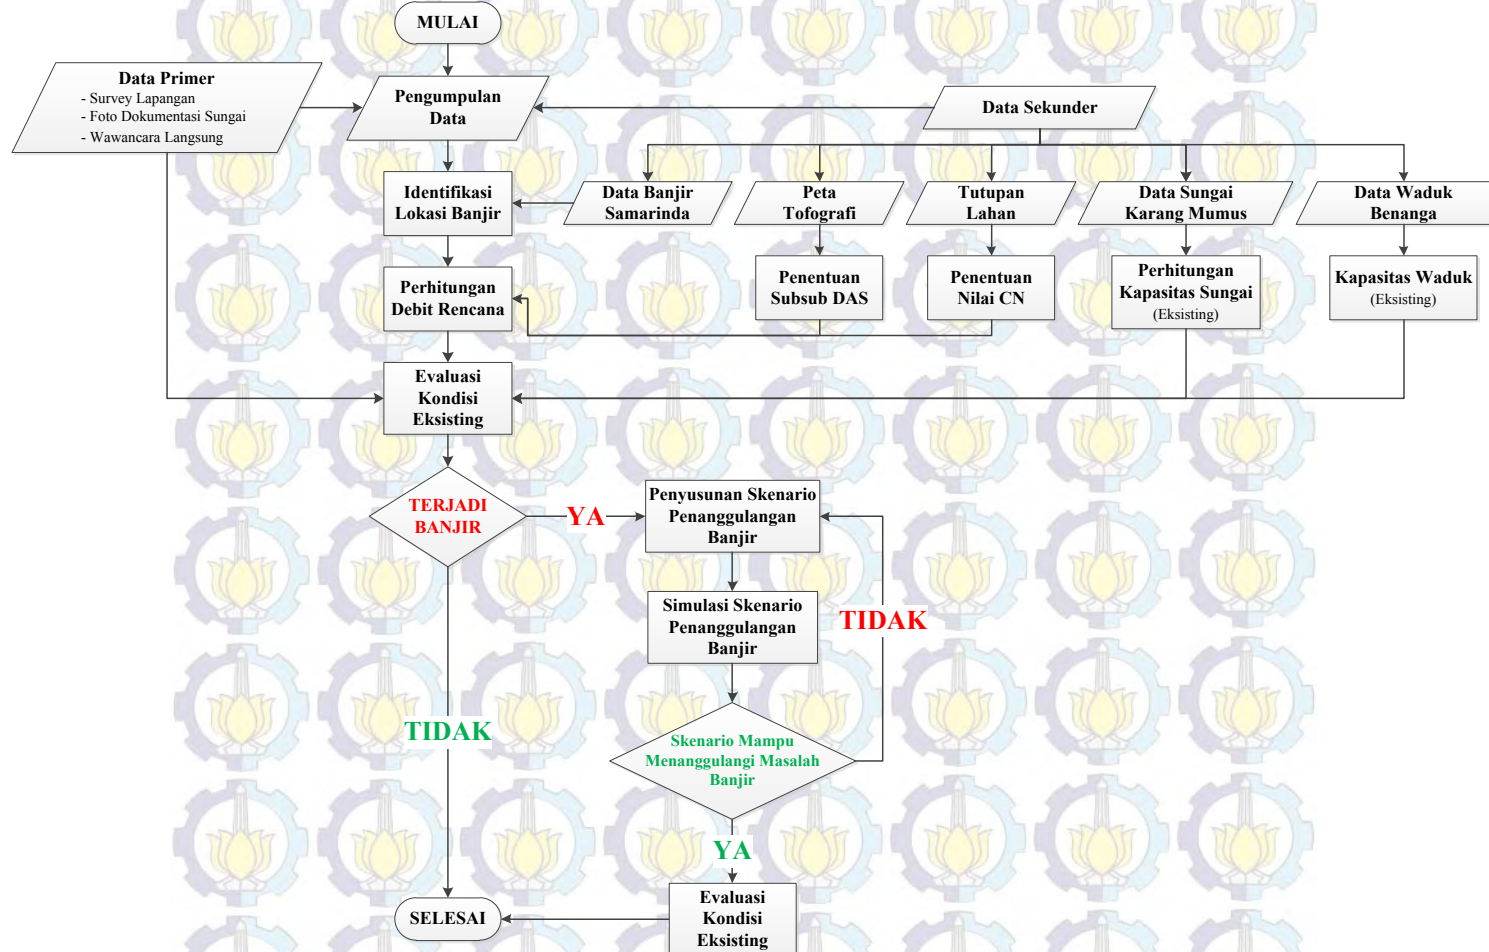 MULAI
Data Primer
- Survey Lapangan
- Foto Dokumentasi Sungai
- Wawancara Langsung
Pengumpulan
Data
Data Sekunder
Identifikasi
Lokasi Banjir
Data Banjir
Samarinda
Peta
Tofografi
Tutupan
Lahan
Data Sungai
Karang Mumus
Data Waduk
Benanga
Perhitungan
Debit Rencana
Penentuan
Subsub DAS
Penentuan
Nilai CN
Perhitungan
Kapasitas Sungai
(Eksisting)
Kapasitas Waduk
(Eksisting)
Evaluasi
Kondisi
Eksisting
TERJADI
BANJIR
YA
Penyusunan Skenario
Penanggulangan
Banjir
Simulasi Skenario
Penanggulangan
Banjir
TIDAK
TIDAK
Skenario Mampu
Menanggulangi Masalah
Banjir
YA
Evaluasi
Kondisi
Eksisting
SELESAI